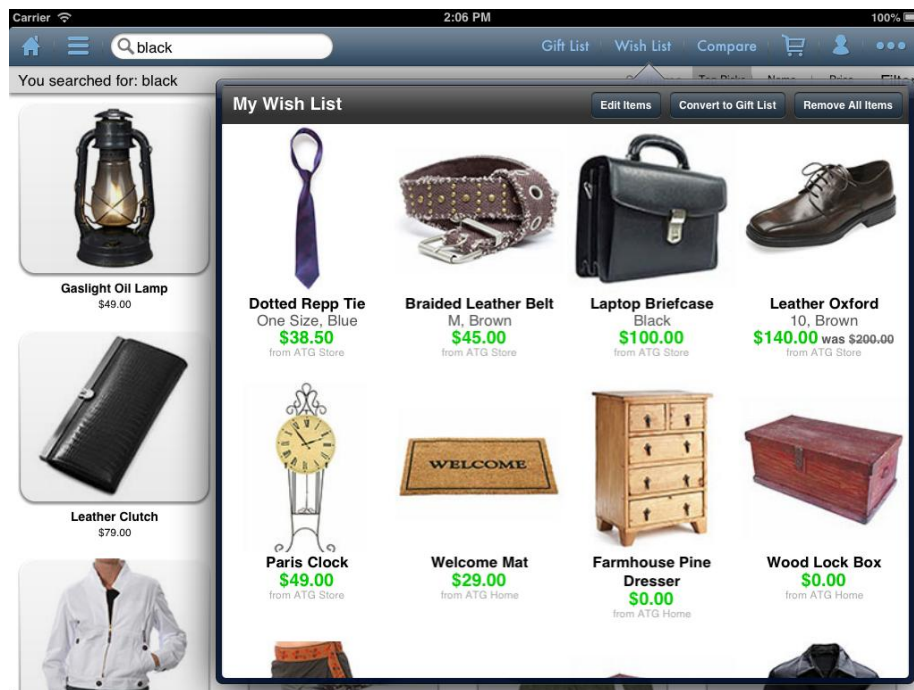 Carrier 2:06 PM 100%
black Gift List Wish List Compare
You searched for: black
Top Picks Name Price
My Wish List Edit Items Convert to Gift List Remove All Items
Gaslight Oil Lamp
$49.00
Leather Clutch
$79.00
Dotted Repp Tie
One Size, Blue
$38.50
from ATG Store
Braided Leather Belt
M, Brown
$45.00
from ATG Store
Laptop Briefcase
Black
$100.00
from ATG Store
Leather Oxford
10, Brown
$140.00 was $200.00
from ATG Store
Paris Clock
$49.00
from ATG Store
WELCOME
Welcome Mat
$29.00
from ATG Home
Farmhouse Pine
Dresser
$0.00
from ATG Home
Wood Lock Box
$0.00
from ATG Home